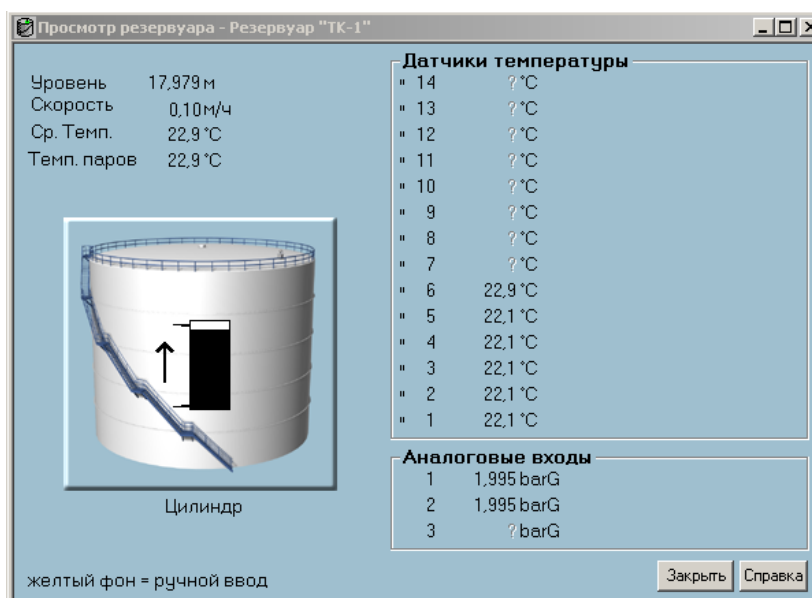 Просмотр резервуара - Резервуар "ТК-1"
Уровень 17,979 м
Скорость 0,10 м/ч
Ср. Темп. 22,9 °C
Темп. паров 22,9 °C
Цилиндр
желтый фон = ручной ввод
Датчики температуры
" 14 ? °C
" 13 ? °C
" 12 ? °C
" 11 ? °C
" 10 ? °C
" 9 ? °C
" 8 ? °C
" 7 ? °C
" 6 22,9 °C
" 5 22,1 °C
" 4 22,1 °C
" 3 22,1 °C
" 2 22,1 °C
" 1 22,1 °C
Аналоговые входы
1 1,995 barG
2 1,995 barG
3 ? barG
Закрыть Справка